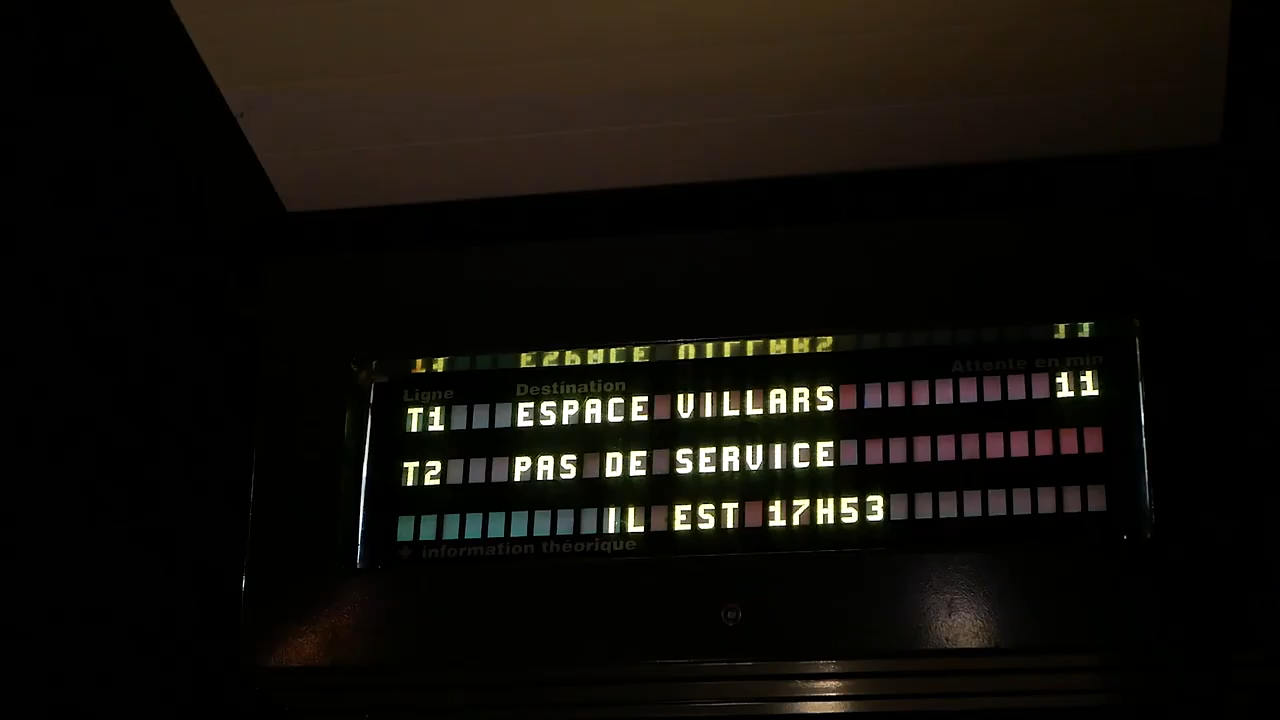 Ligne Destination Attente en min
T1 ESPACE VILLARS 11
T2 PAS DE SERVICE
IL EST 17H53
+ information théorique